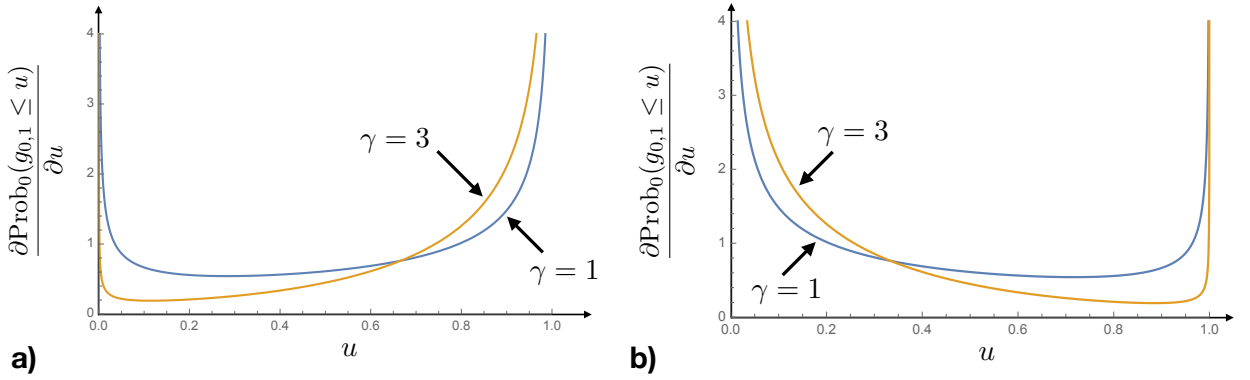 ∂Prob₀(g₀,₁ ≤ u)
∂u
4
3
2
1
0
0.0 0.2 0.4 0.6 0.8 1.0
γ = 3
γ = 1
u
a)
∂Prob₀(g₀,₁ ≤ u)
∂u
4
3
2
1
0
0.0 0.2 0.4 0.6 0.8 1.0
γ = 3
γ = 1
u
b)